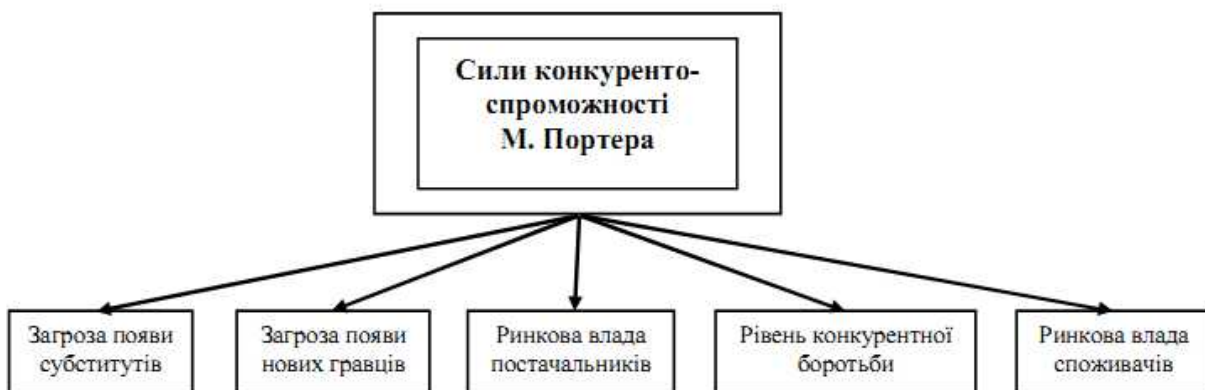 Сили конкуренто-
спроможності
М. Портера
Загроза появи
субститутів
Загроза появи
нових гравців
Ринкова влада
постачальників
Рівень конкурентної
боротьби
Ринкова влада
споживачів